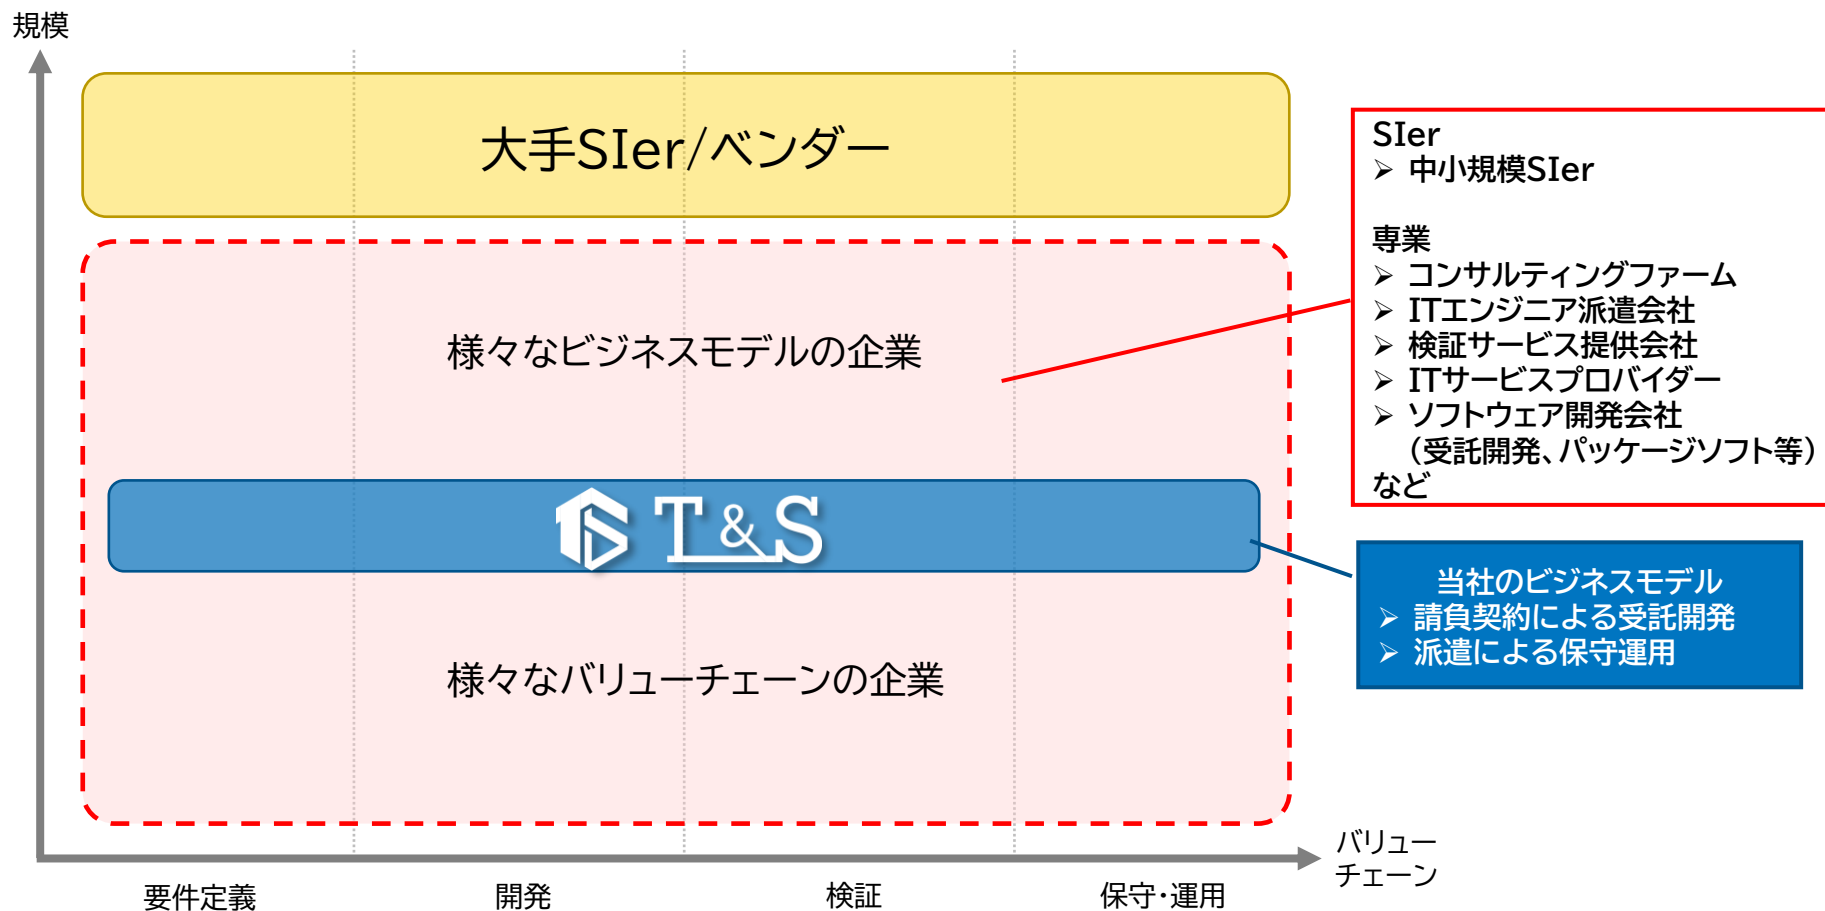 規模
大手SIer/ベンダー
様々なビジネスモデルの企業
T&S
様々なバリューチェーンの企業
SIer
➢ 中小規模SIer
専業
➢ コンサルティングファーム
➢ ITエンジニア派遣会社
➢ 検証サービス提供会社
➢ ITサービスプロバイダー
➢ ソフトウェア開発会社
（受託開発、パッケージソフト等）
など
当社のビジネスモデル
➢ 請負契約による受託開発
➢ 派遣による保守運用
バリュー
チェーン
要件定義
開発
検証
保守・運用